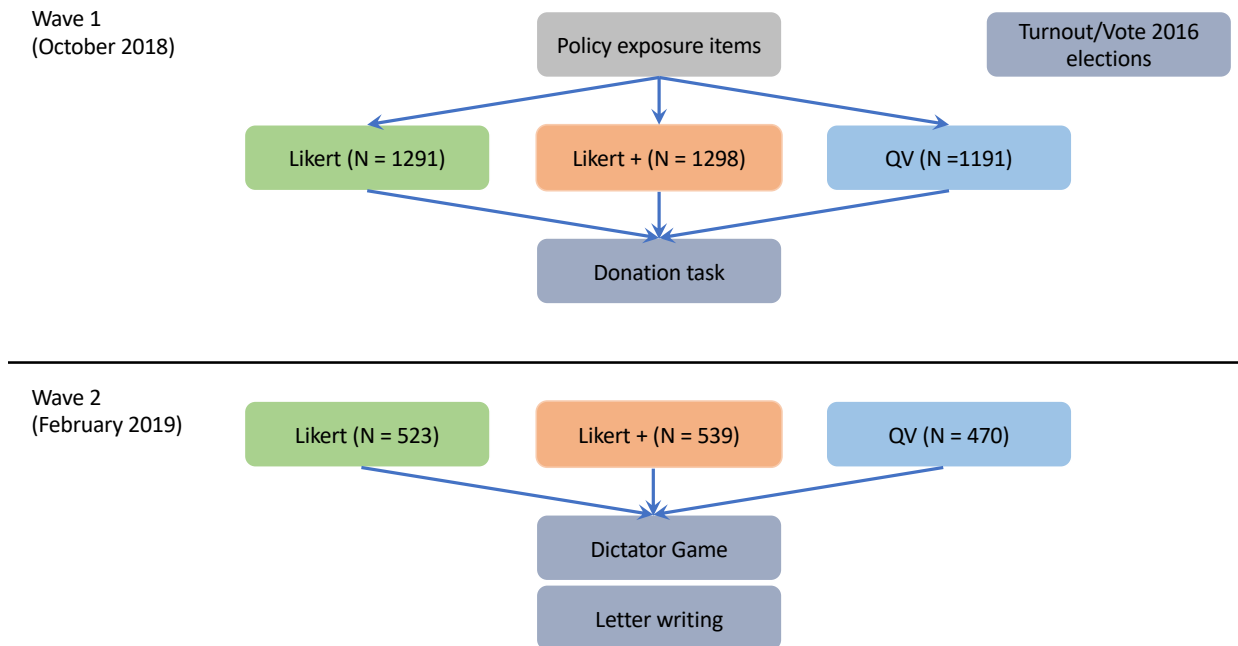 Wave 1
(October 2018)
Policy exposure items
Turnout/Vote 2016
elections
Likert (N = 1291)
Likert + (N = 1298)
QV (N =1191)
Donation task
Wave 2
(February 2019)
Likert (N = 523)
Likert + (N = 539)
QV (N = 470)
Dictator Game
Letter writing